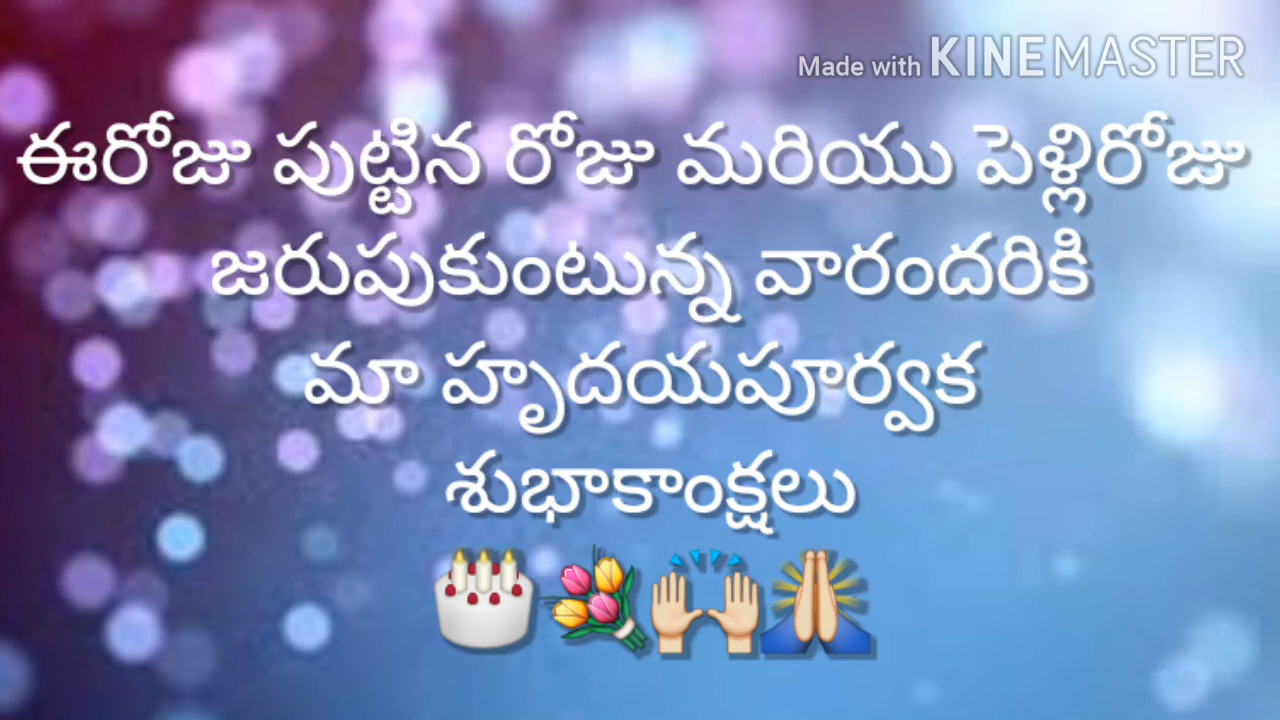 Made with KINEMASTER
ఈరోజు పుట్టిన రోజు మరియు పెళ్లిరోజు
జరుపుకుంటున్న వారందరికి
మా హృదయపూర్వక
శుభాకాంక్షలు
🎂💐🙌🙏